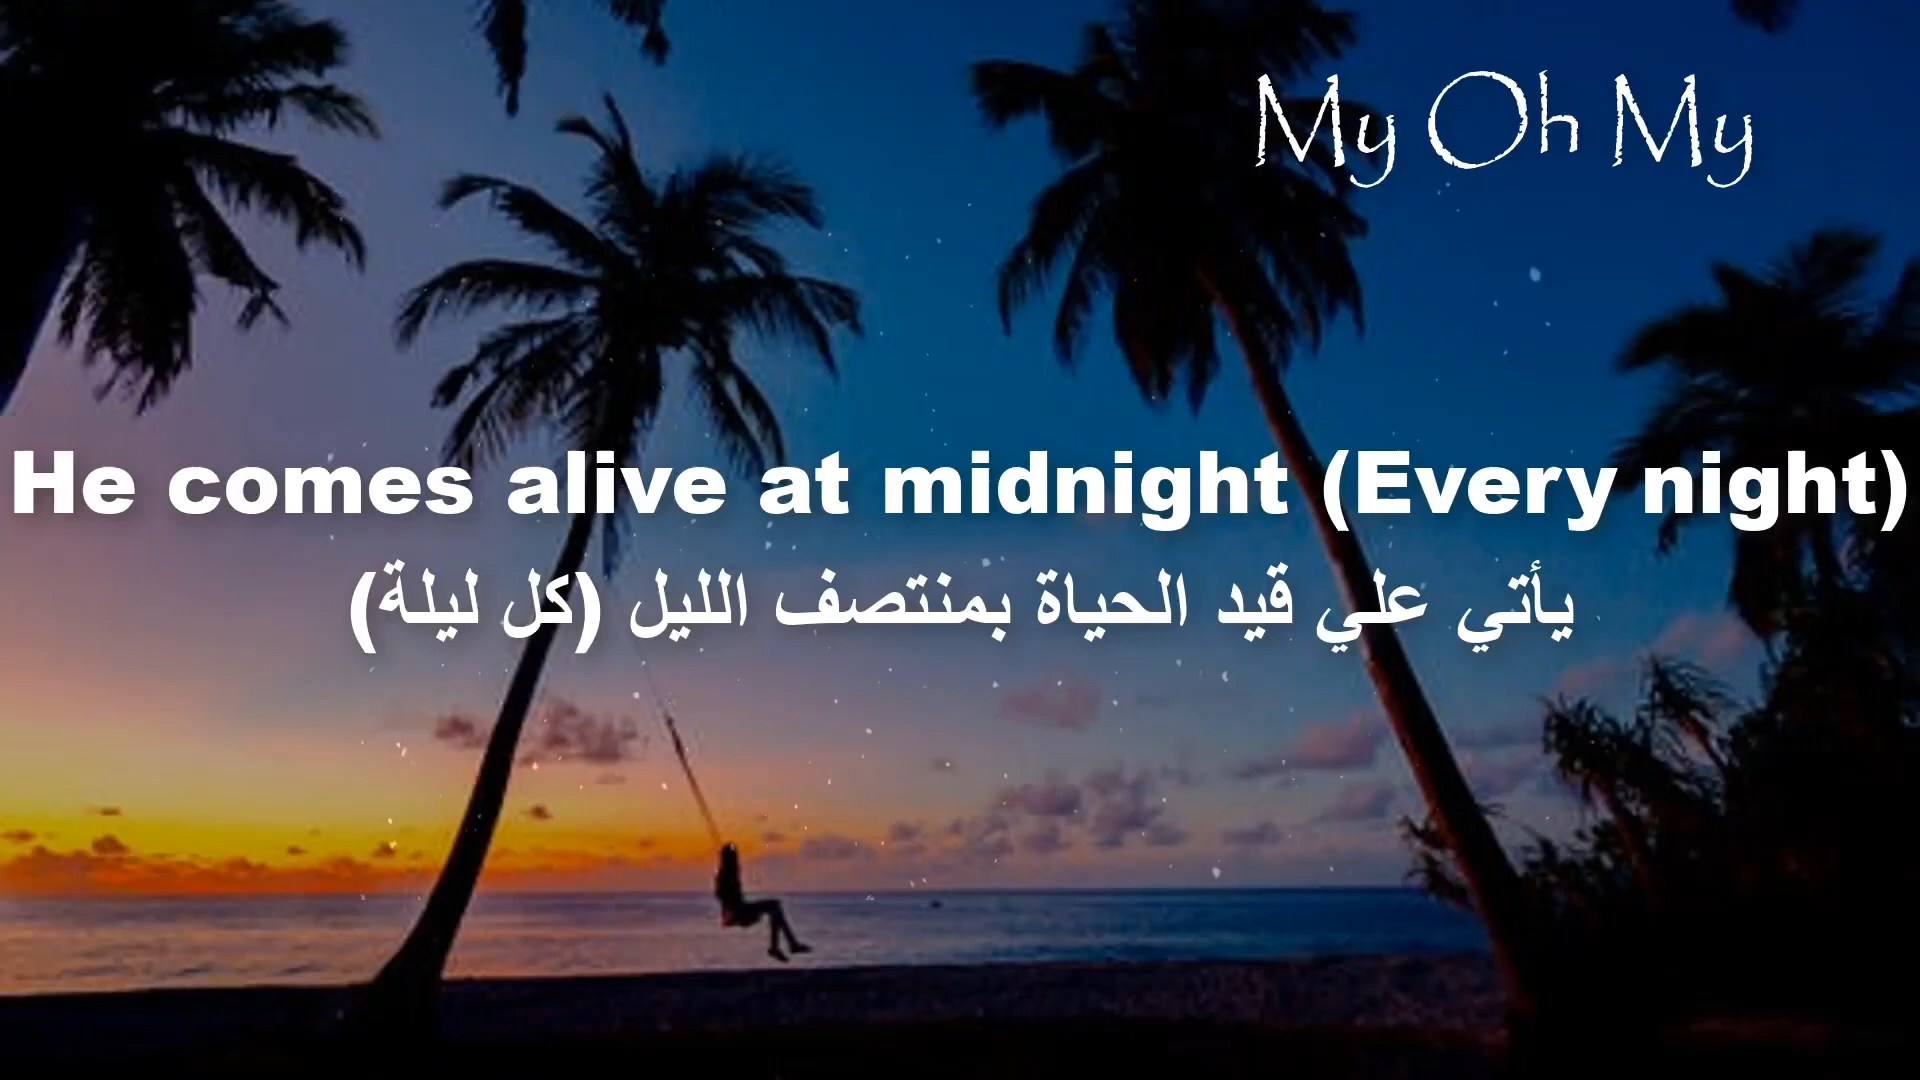 My Oh My
He comes alive at midnight (Every night)
يأتي علي قيد الحياة بمنتصف الليل (كل ليلة)